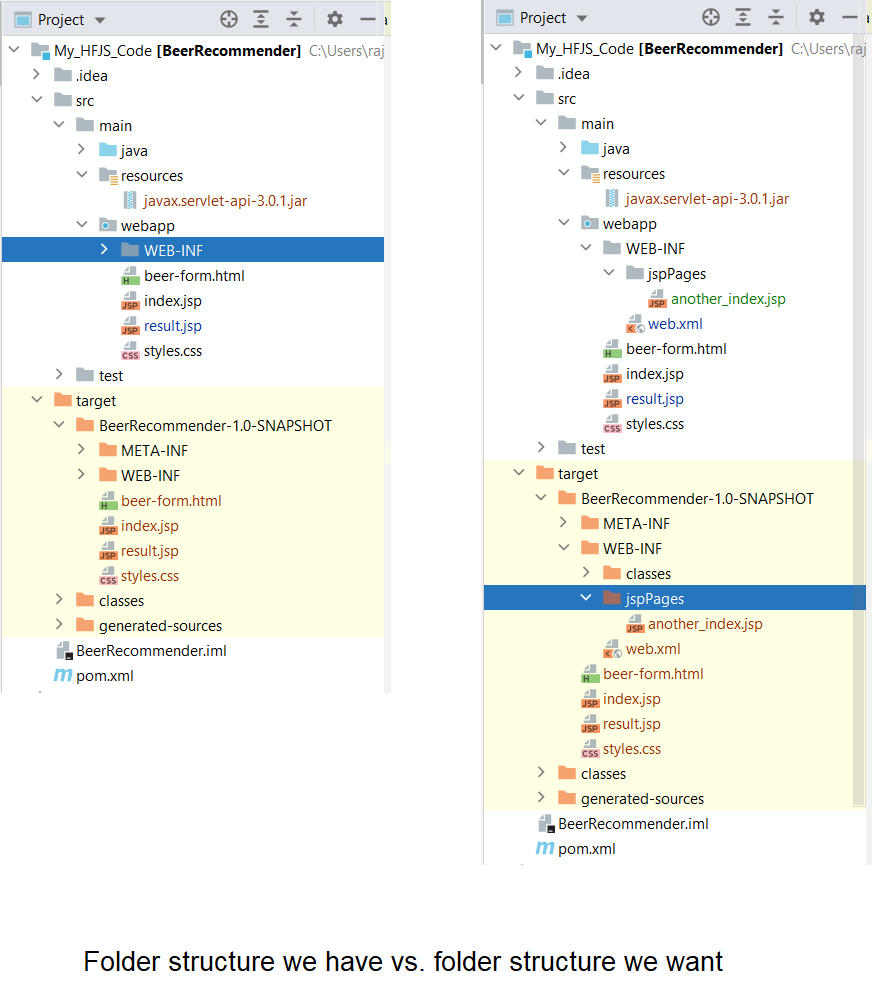 Project
My_HFJS_Code [BeerRecommender] C:\Users\raj
.idea
src
main
java
resources
javax.servlet-api-3.0.1.jar
webapp
WEB-INF
beer-form.html
index.jsp
result.jsp
styles.css
test
target
BeerRecommender-1.0-SNAPSHOT
META-INF
WEB-INF
beer-form.html
index.jsp
result.jsp
styles.css
classes
generated-sources
BeerRecommender.iml
pom.xml
Project
My_HFJS_Code [BeerRecommender] C:\Users\raj
.idea
src
main
java
resources
javax.servlet-api-3.0.1.jar
webapp
WEB-INF
jspPages
another_index.jsp
web.xml
beer-form.html
index.jsp
result.jsp
styles.css
test
target
BeerRecommender-1.0-SNAPSHOT
META-INF
WEB-INF
classes
jspPages
another_index.jsp
web.xml
beer-form.html
index.jsp
result.jsp
styles.css
classes
generated-sources
BeerRecommender.iml
pom.xml
Folder structure we have vs. folder structure we want